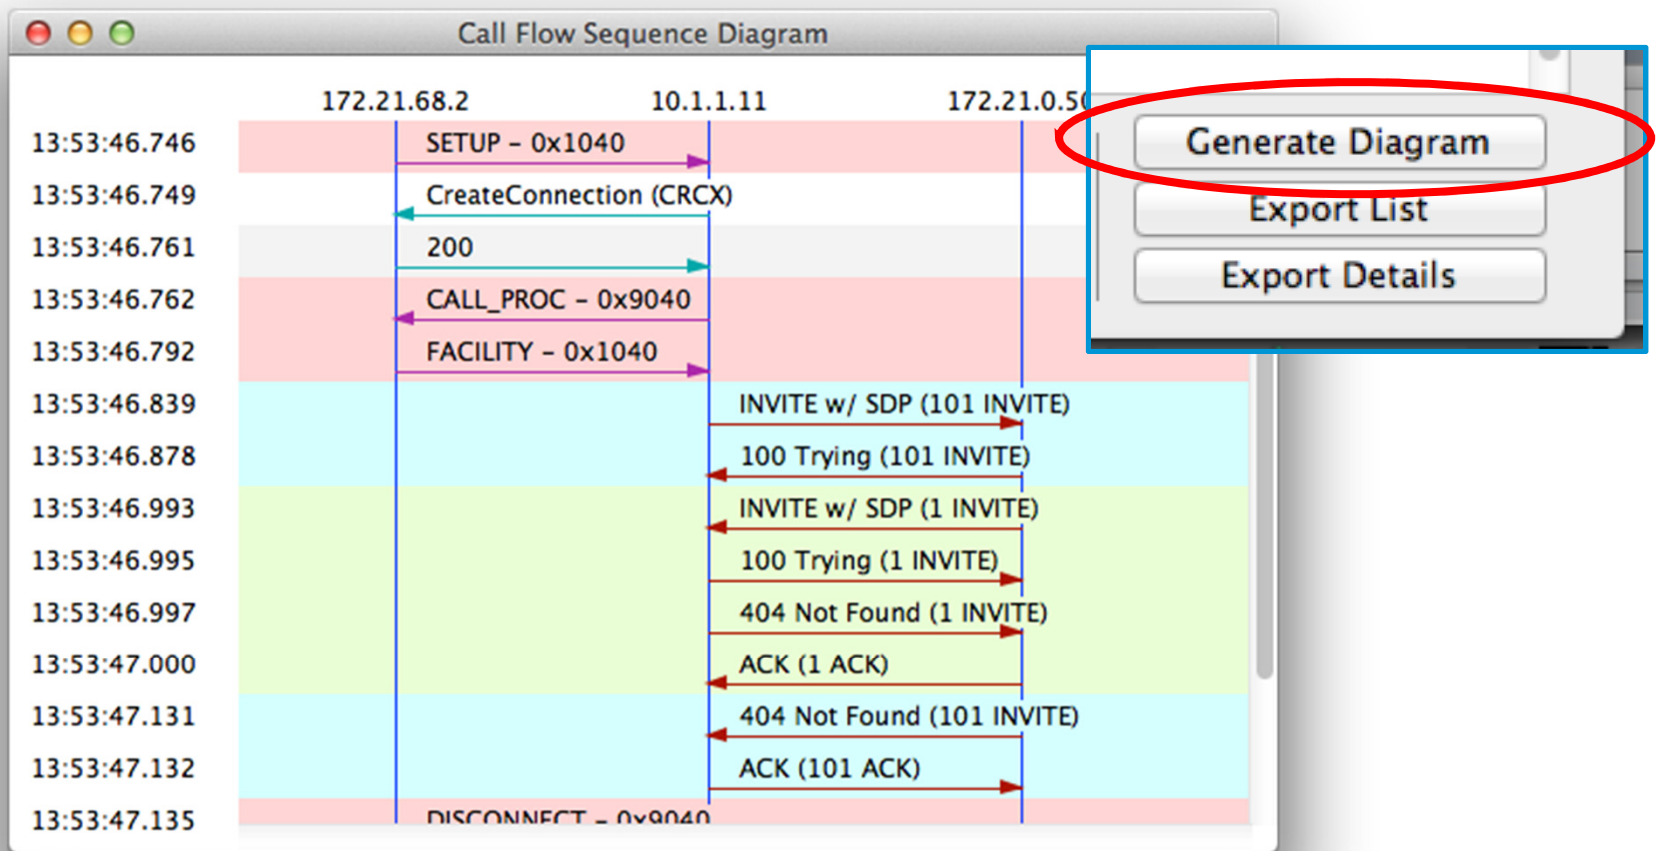 Call Flow Sequence Diagram
172.21.68.2 10.1.1.11 172.21.0.50
13:53:46.746 SETUP - 0x1040
13:53:46.749 CreateConnection (CRCX)
13:53:46.761 200
13:53:46.762 CALL_PROC - 0x9040
13:53:46.792 FACILITY - 0x1040
13:53:46.839 INVITE w/ SDP (101 INVITE)
13:53:46.878 100 Trying (101 INVITE)
13:53:46.993 INVITE w/ SDP (1 INVITE)
13:53:46.995 100 Trying (1 INVITE)
13:53:46.997 404 Not Found (1 INVITE)
13:53:47.000 ACK (1 ACK)
13:53:47.131 404 Not Found (101 INVITE)
13:53:47.132 ACK (101 ACK)
13:53:47.135 DISCONNECT - 0x9040
Generate Diagram
Export List
Export Details